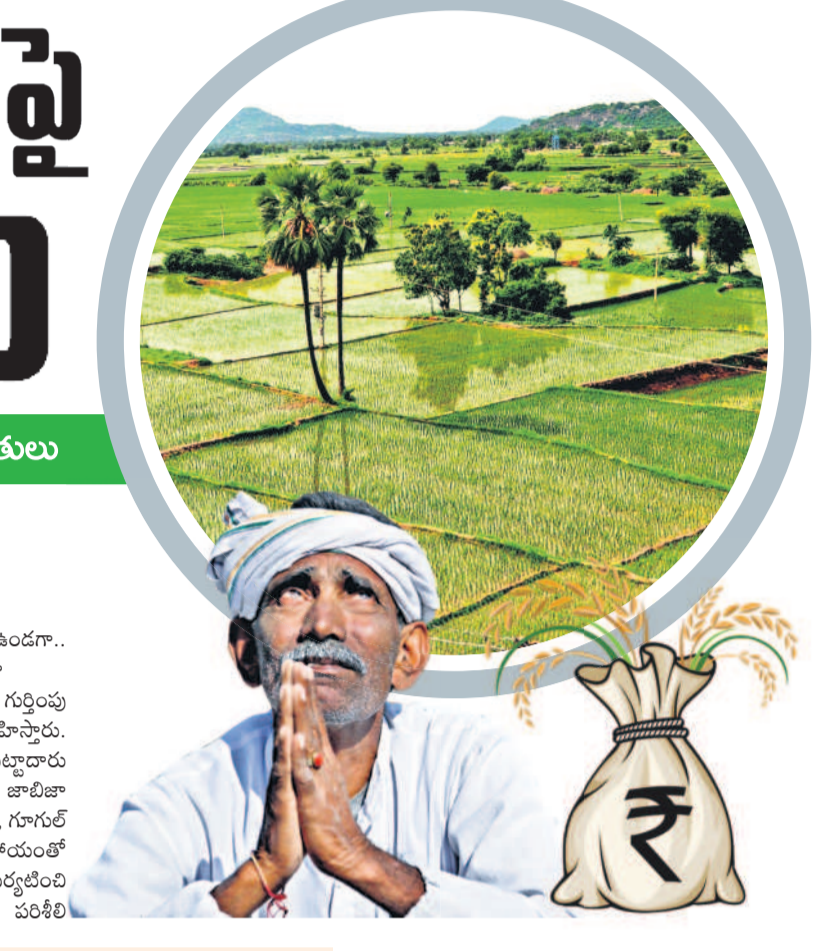 పై
తులు
ఉండగా..
గుర్తింపు
హిస్తారు.
ట్టాదారు
జాబిజా
, గూగుల్
హాయంతో
ర్యటించి
పరిశీలి
₹